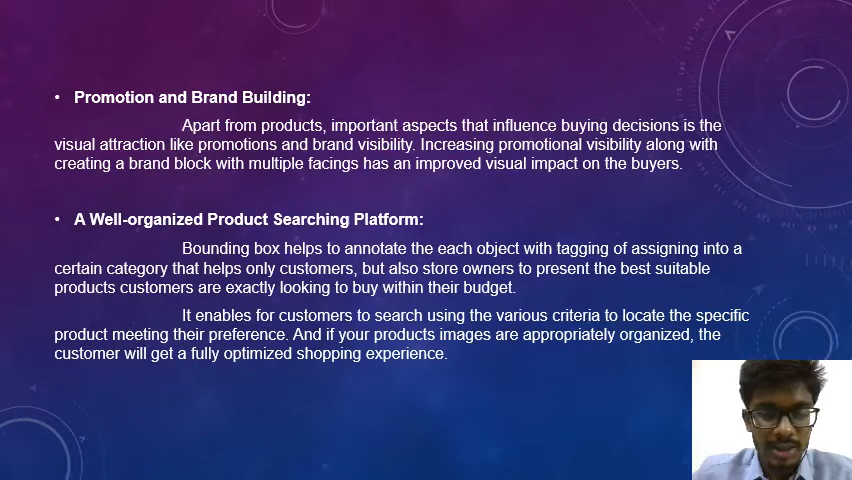 • Promotion and Brand Building:
Apart from products, important aspects that influence buying decisions is the
visual attraction like promotions and brand visibility. Increasing promotional visibility along with
creating a brand block with multiple facings has an improved visual impact on the buyers.
• A Well-organized Product Searching Platform:
Bounding box helps to annotate the each object with tagging of assigning into a
certain category that helps only customers, but also store owners to present the best suitable
products customers are exactly looking to buy within their budget.
It enables for customers to search using the various criteria to locate the specific
product meeting their preference. And if your products images are appropriately organized, the
customer will get a fully optimized shopping experience.